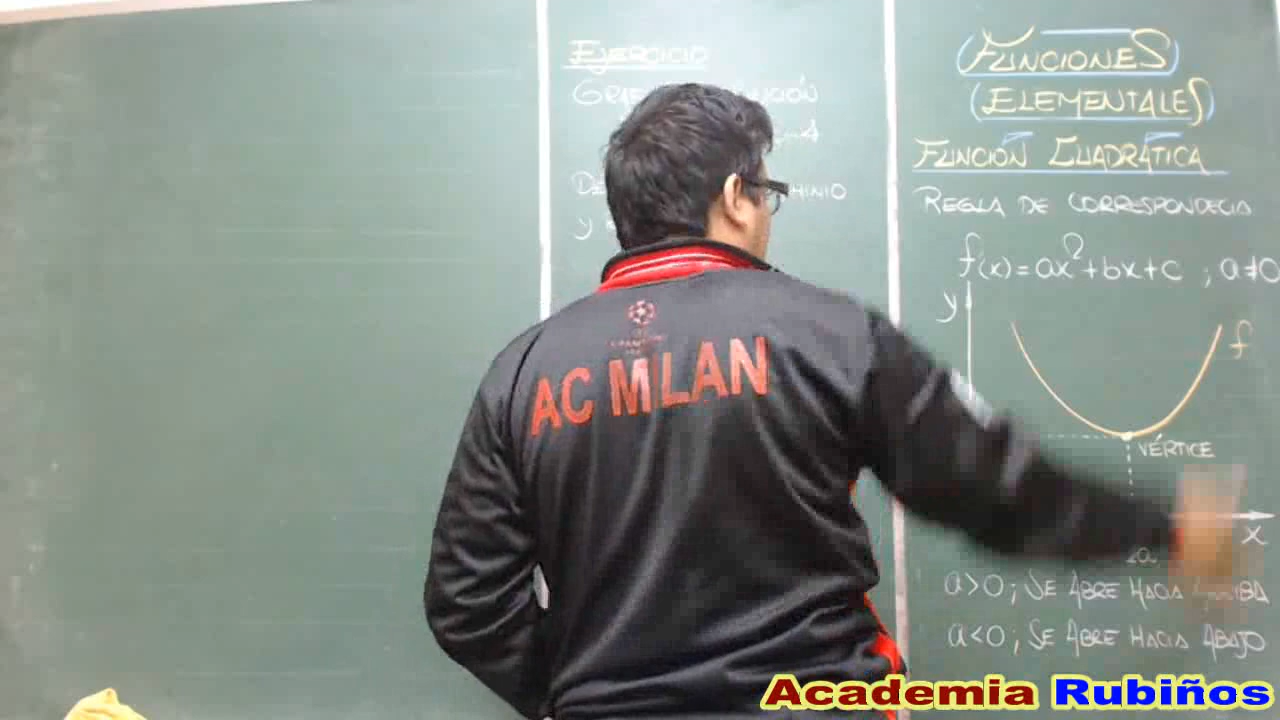 EJERCICIO
y
FUNCIONES
ELEMENTALES
FUNCIÓN CUADRÁTICA
REGLA DE CORRESPONDECIA
f(x)=ax²+bx+c ; a≠0
y
f
VÉRTICE
x
a>0; SE ABRE HACIA
a<0; SE ABRE HACIA ABAJO
AC MILAN
Academia Rubiños